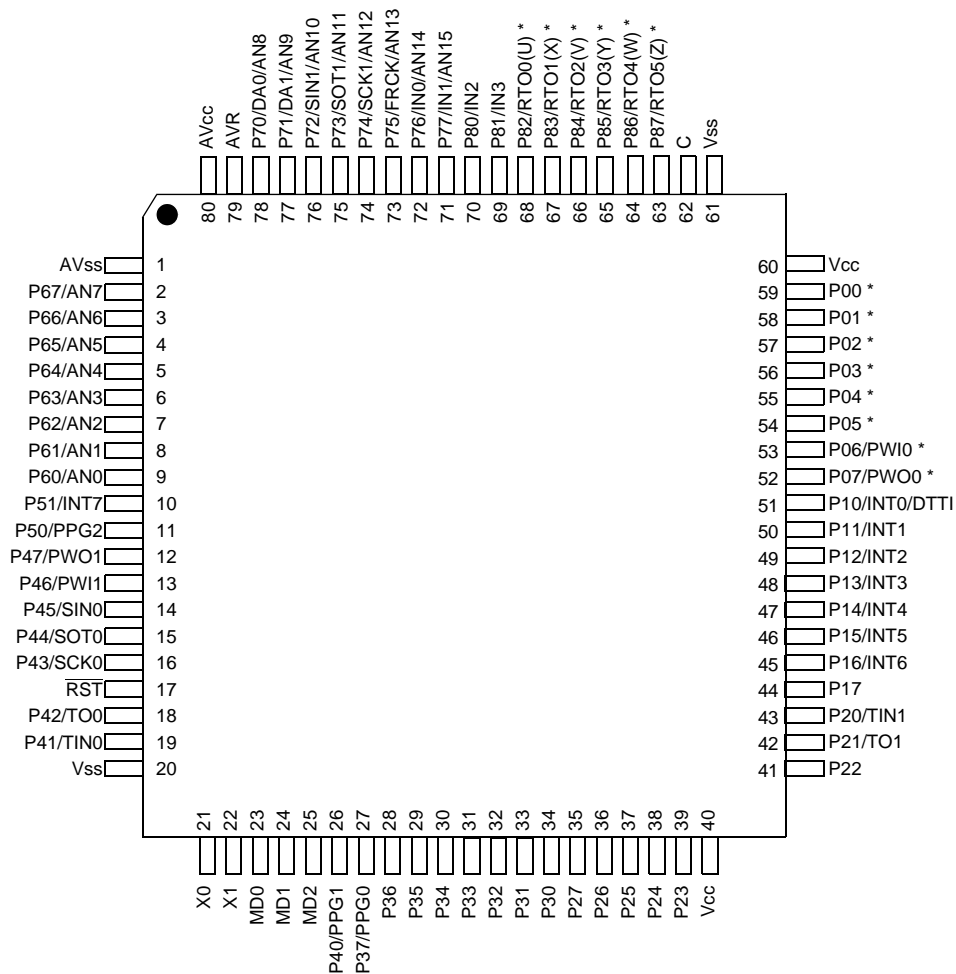 AVcc
AVR
P70/DA0/AN8
P71/DA1/AN9
P72/SIN1/AN10
P73/SOT1/AN11
P74/SCK1/AN12
P75/FRCK/AN13
P76/IN0/AN14
P77/IN1/AN15
P80/IN2
P81/IN3
P82/RTO0(U) *
P83/RTO1(X) *
P84/RTO2(V) *
P85/RTO3(Y) *
P86/RTO4(W) *
P87/RTO5(Z) *
C
Vss
80 79 78 77 76 75 74 73 72 71 70 69 68 67 66 65 64 63 62 61
AVss 1
P67/AN7 2
P66/AN6 3
P65/AN5 4
P64/AN4 5
P63/AN3 6
P62/AN2 7
P61/AN1 8
P60/AN0 9
P51/INT7 10
P50/PPG2 11
P47/PWO1 12
P46/PWI1 13
P45/SIN0 14
P44/SOT0 15
P43/SCK0 16
RST 17
P42/TO0 18
P41/TIN0 19
Vss 20
60 Vcc
59 P00 *
58 P01 *
57 P02 *
56 P03 *
55 P04 *
54 P05 *
53 P06/PWI0 *
52 P07/PWO0 *
51 P10/INT0/DTTI
50 P11/INT1
49 P12/INT2
48 P13/INT3
47 P14/INT4
46 P15/INT5
45 P16/INT6
44 P17
43 P20/TIN1
42 P21/TO1
41 P22
21 22 23 24 25 26 27 28 29 30 31 32 33 34 35 36 37 38 39 40
X0
X1
MD0
MD1
MD2
P40/PPG1
P37/PPG0
P36
P35
P34
P33
P32
P31
P30
P27
P26
P25
P24
P23
Vcc